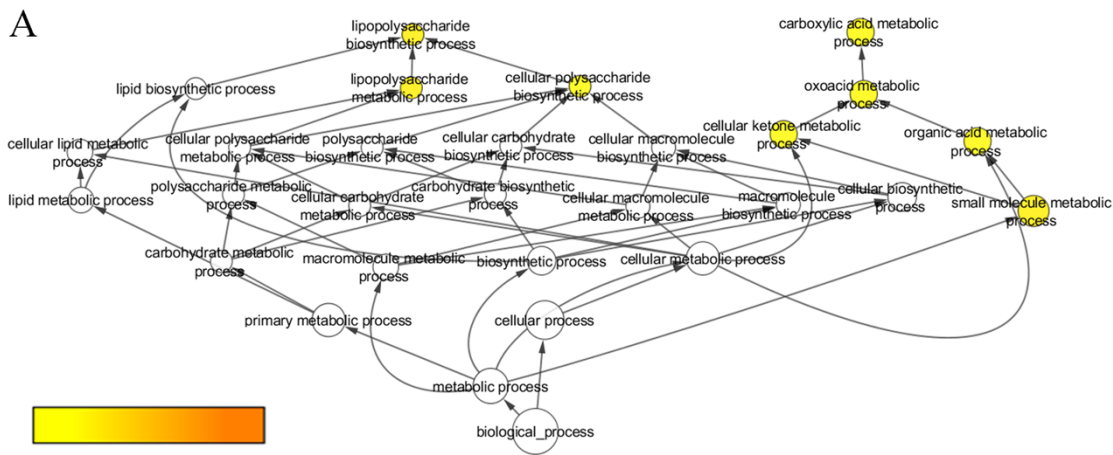 A
lipopolysaccharide
biosynthetic process
carboxylic acid metabolic
process
lipid biosynthetic process
lipopolysaccharide
metabolic process
cellular polysaccharide
biosynthetic process
oxoacid metabolic
process
cellular lipid metabolic
process
cellular polysaccharide
metabolic process
polysaccharide
biosynthetic process
cellular carbohydrate
biosynthetic process
cellular macromolecule
biosynthetic process
cellular ketone metabolic
process
organic acid metabolic
process
lipid metabolic process
polysaccharide metabolic
process
cellular carbohydrate
metabolic process
carbohydrate biosynthetic
process
cellular macromolecule
metabolic process
macromolecule
biosynthetic process
cellular biosynthetic
process
small molecule metabolic
process
carbohydrate metabolic
process
macromolecule metabolic
process
biosynthetic process
cellular metabolic process
primary metabolic process
cellular process
metabolic process
biological_process